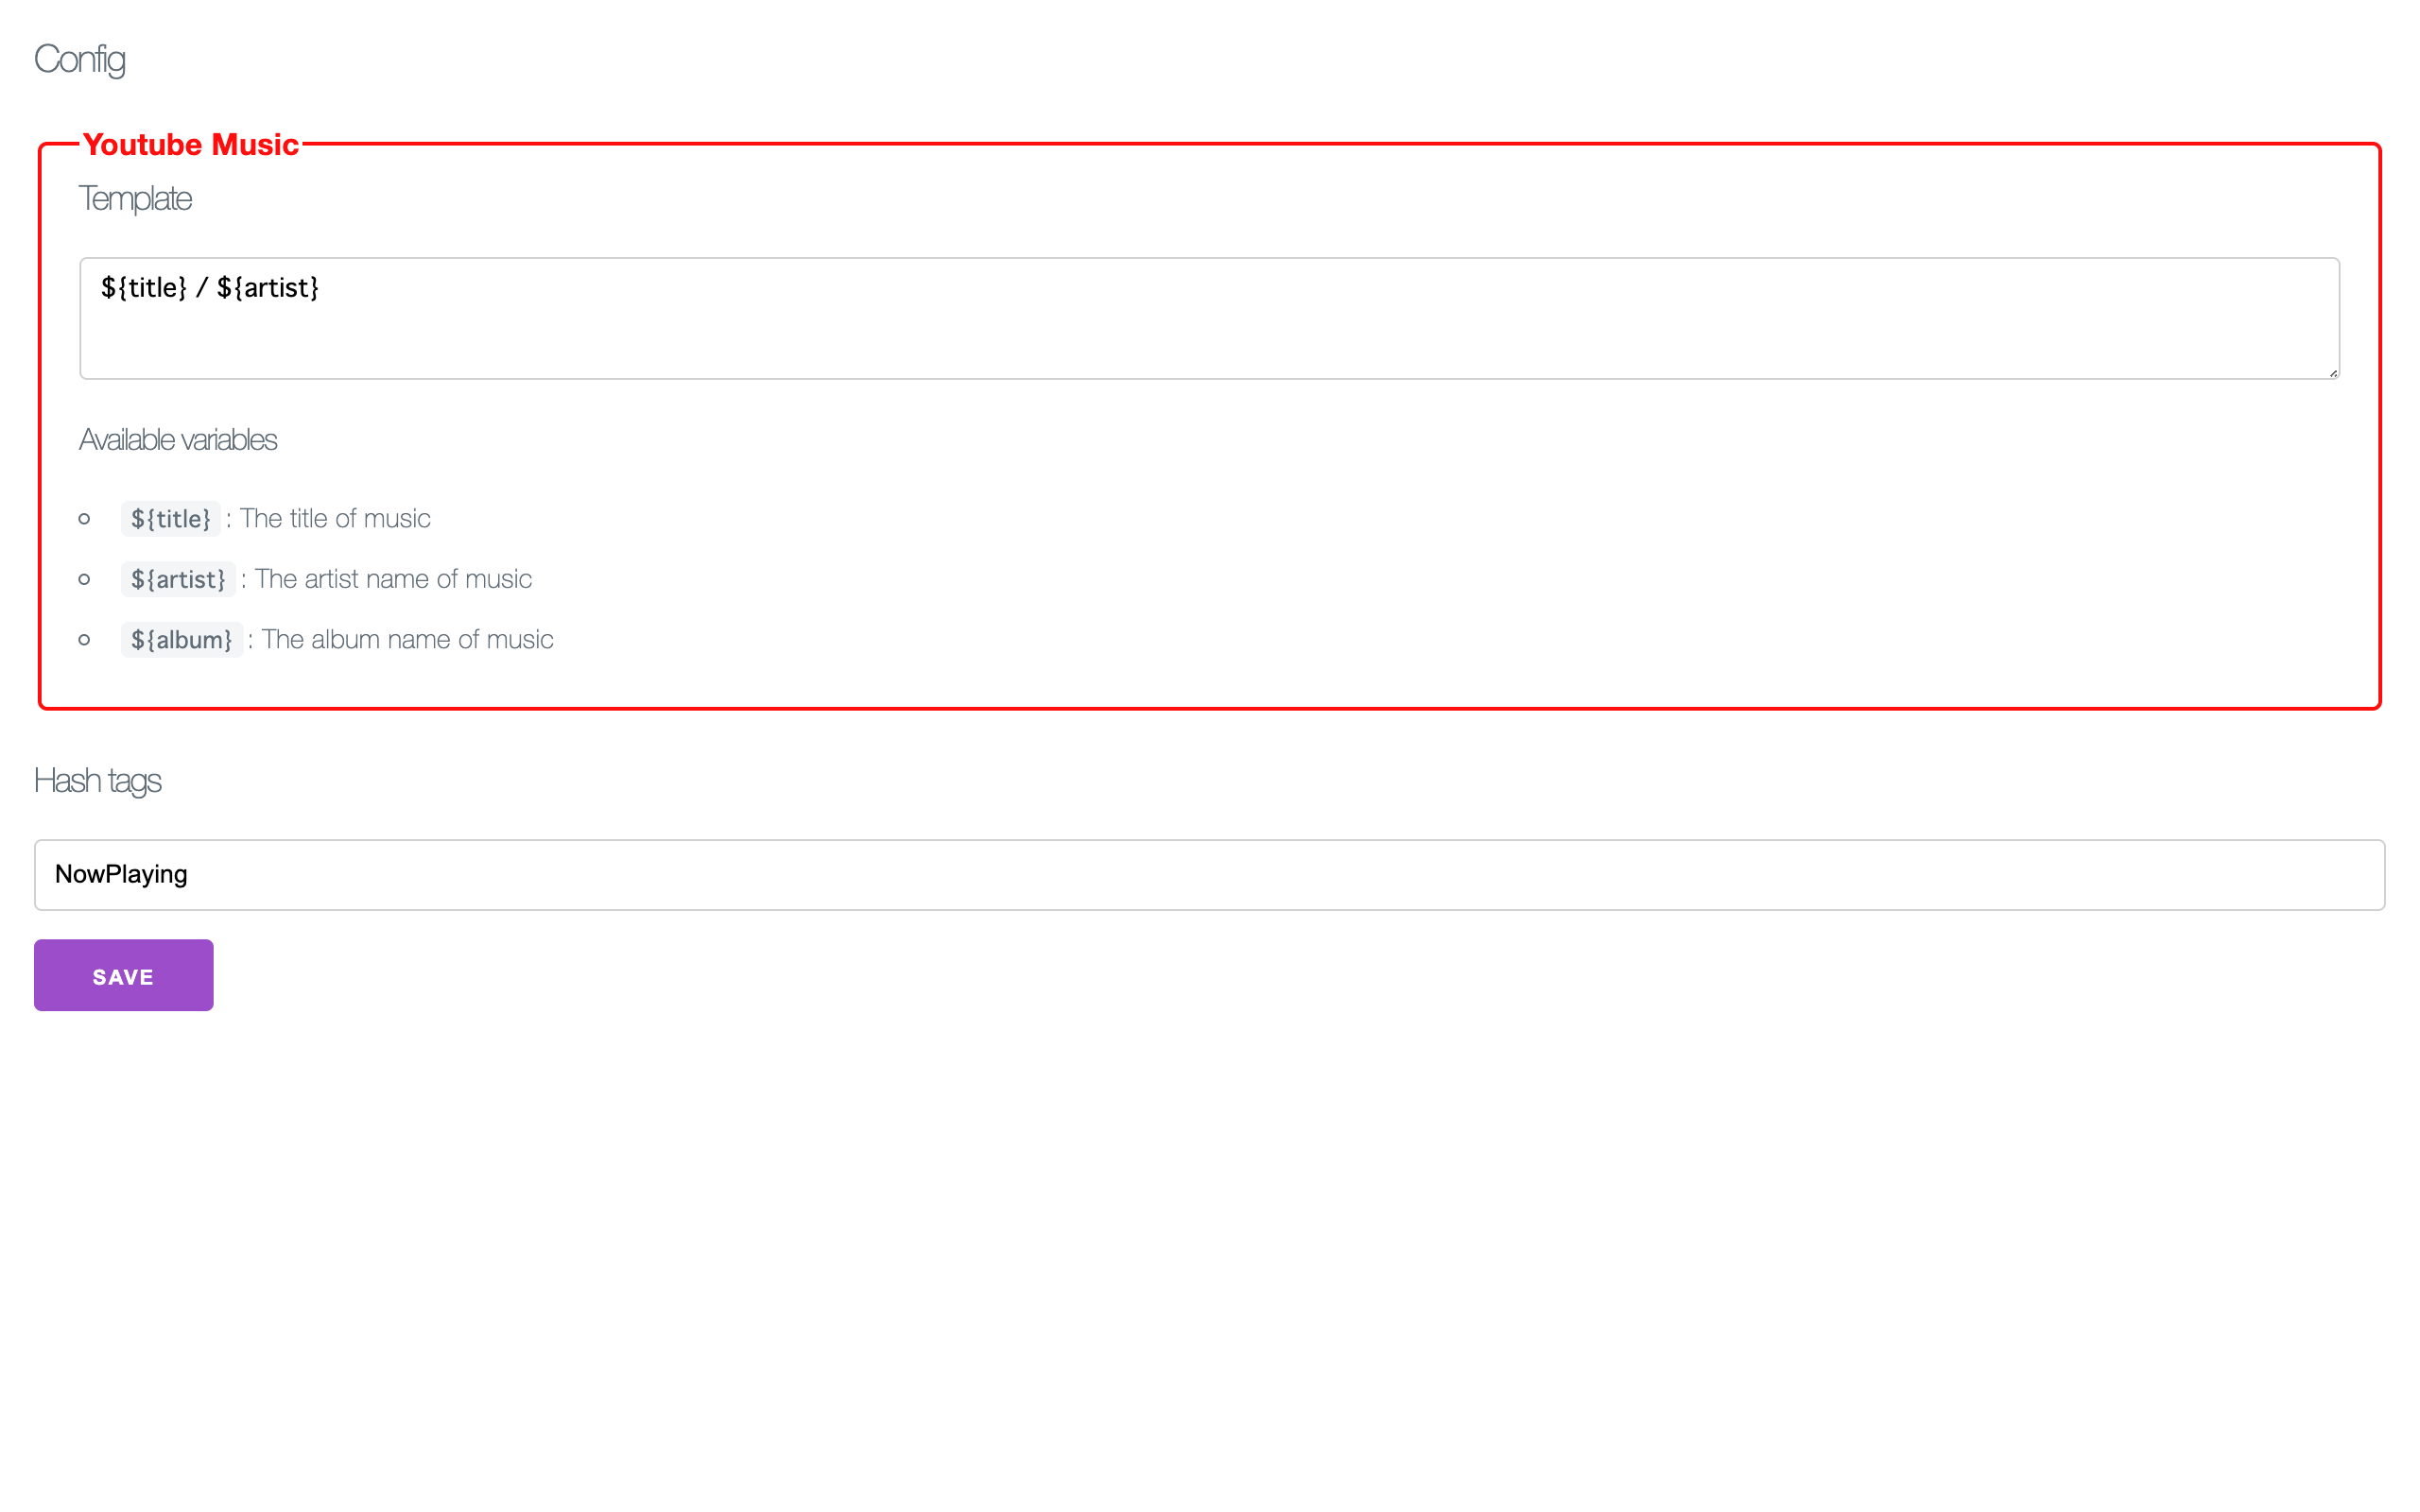 Config
Youtube Music
Template
${title} / ${artist}
Available variables
${title} : The title of music
${artist} : The artist name of music
${album} : The album name of music
Hash tags
NowPlaying
SAVE